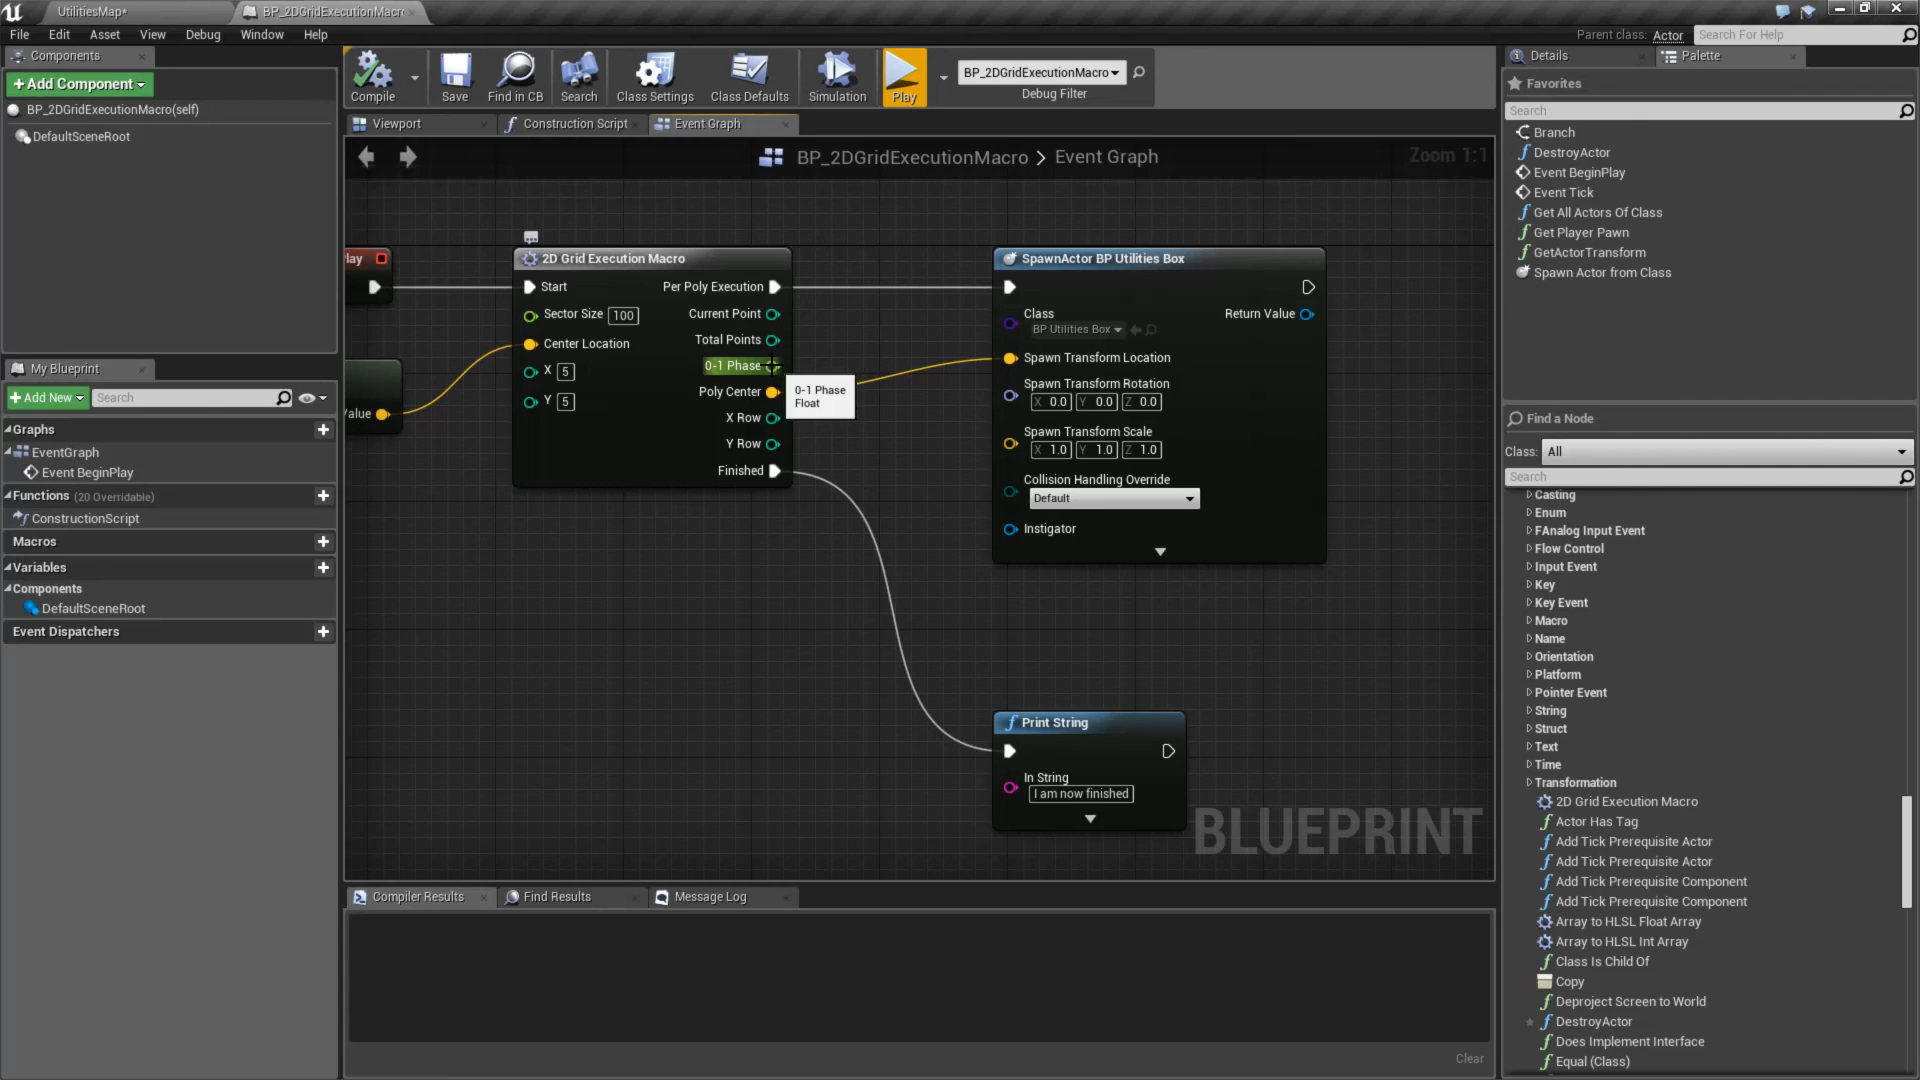 UtilitiesMap*
BP_2DGridExecutionMacro
File Edit Asset View Debug Window Help
Parent class: Actor
Search For Help
Components
+Add Component
BP_2DGridExecutionMacro(self)
DefaultSceneRoot
Compile
Save
Find in CB
Search
Class Settings
Class Defaults
Simulation
Play
BP_2DGridExecutionMacro
Debug Filter
Viewport
Construction Script
Event Graph
BP_2DGridExecutionMacro > Event Graph
Zoom 1:1
My Blueprint
+Add New
Search
Graphs
EventGraph
Event BeginPlay
Functions (20 Overridable)
ConstructionScript
Macros
Variables
Components
DefaultSceneRoot
Event Dispatchers
lay
Value
2D Grid Execution Macro
Start
Per Poly Execution
Sector Size 100
Current Point
Center Location
Total Points
X 5
0-1 Phase
Y 5
Poly Center
X Row
Y Row
Finished
0-1 Phase
Float
SpawnActor BP Utilities Box
Class
BP Utilities Box
Return Value
Spawn Transform Location
Spawn Transform Rotation
X 0.0 Y 0.0 Z 0.0
Spawn Transform Scale
X 1.0 Y 1.0 Z 1.0
Collision Handling Override
Default
Instigator
Print String
In String
I am now finished
BLUEPRINT
Compiler Results
Find Results
Message Log
Clear
Details
Palette
Favorites
Search
Branch
DestroyActor
Event BeginPlay
Event Tick
Get All Actors Of Class
Get Player Pawn
GetActorTransform
Spawn Actor from Class
Find a Node
Class: All
Search
Casting
Enum
FAnalog Input Event
Flow Control
Input Event
Key
Key Event
Macro
Name
Orientation
Platform
Pointer Event
String
Struct
Text
Time
Transformation
2D Grid Execution Macro
Actor Has Tag
Add Tick Prerequisite Actor
Add Tick Prerequisite Actor
Add Tick Prerequisite Component
Add Tick Prerequisite Component
Array to HLSL Float Array
Array to HLSL Int Array
Class Is Child Of
Copy
Deproject Screen to World
DestroyActor
Does Implement Interface
Equal (Class)